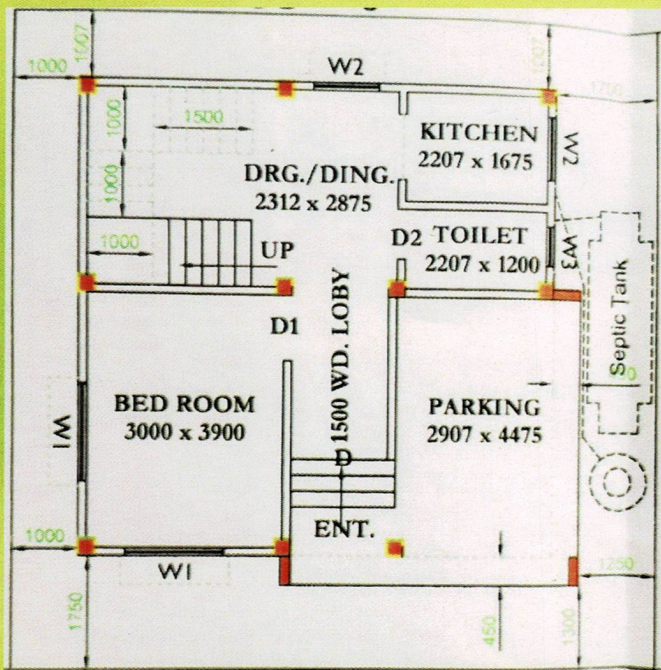 1007
1007
1000
W2
1700
1000
1500
KITCHEN
2207 x 1675
W2
DRG./DING.
2312 x 2875
1000
D2 TOILET
2207 x 1200
W3
1000
UP
D1
Septic Tank
1500 WD. LOBY
BED ROOM
3000 x 3900
PARKING
2907 x 4475
W1
D
ENT.
1000
W1
1250
1750
450
1300